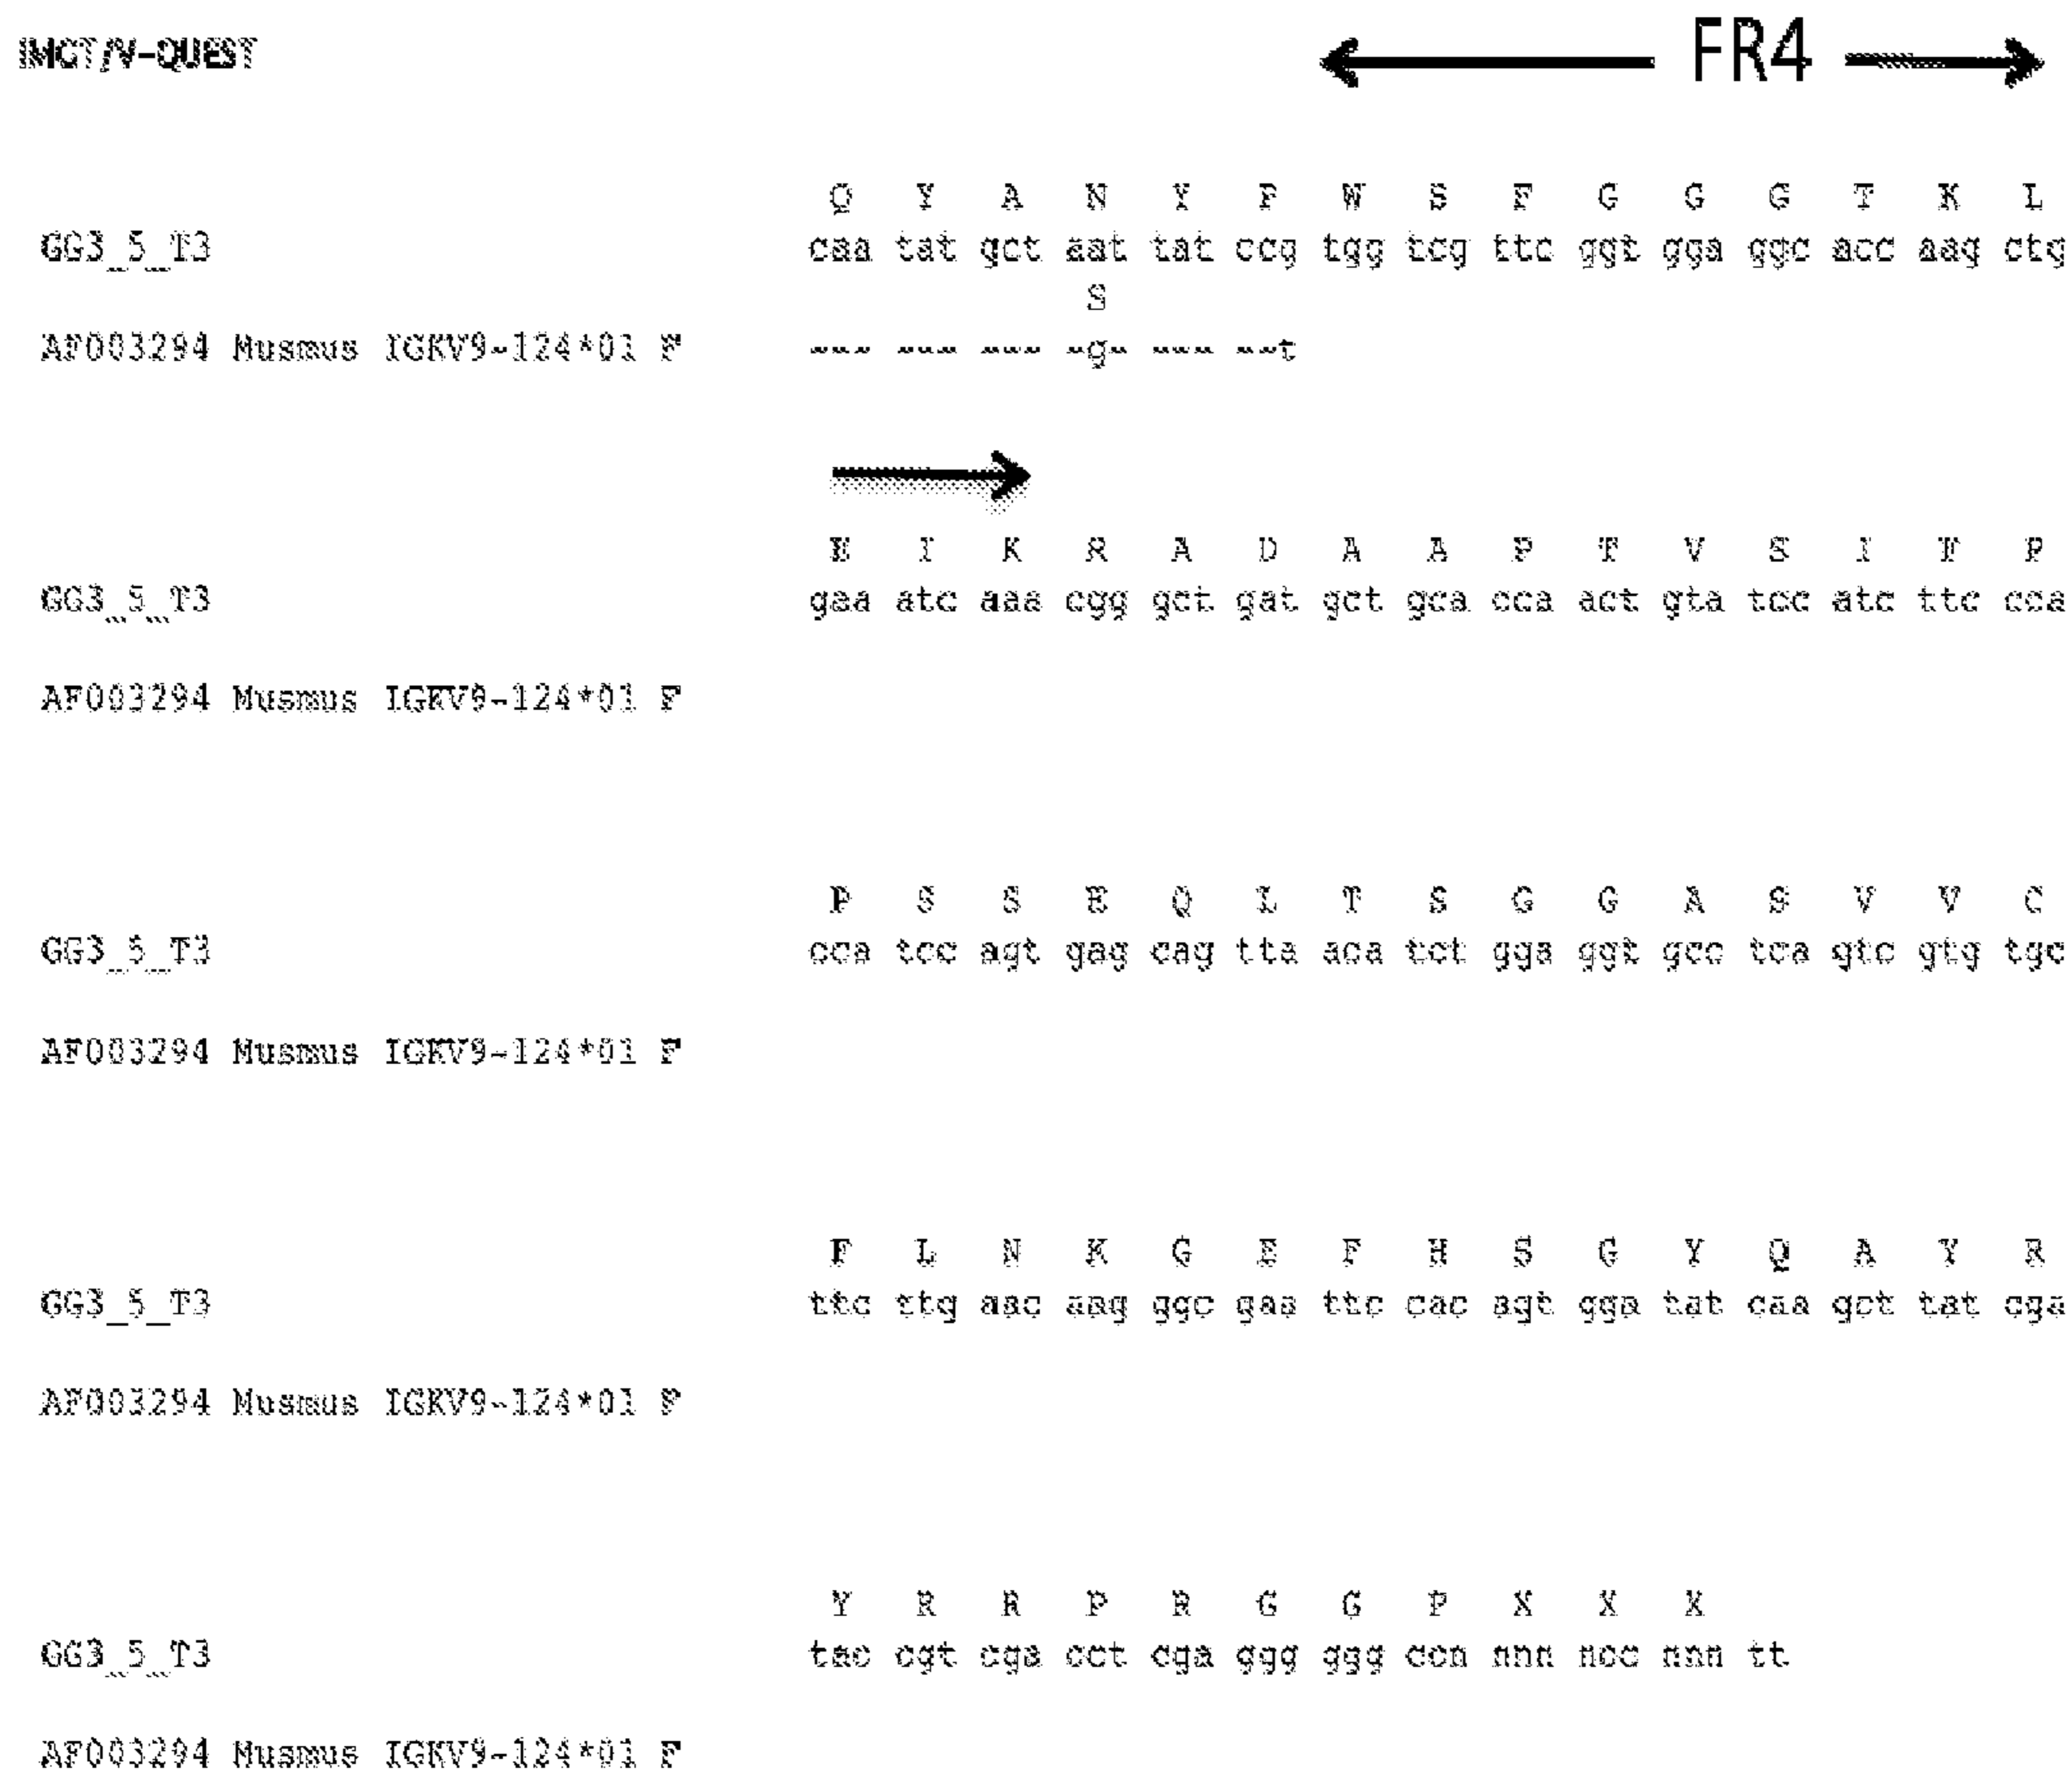 IMGT/V-QUEST
FR4
Q Y A N Y P W S F G G G T K L
GG3_5_T3 caa tat gct aat tat ccg tgg tcg ttc ggt gga ggc acc aag ctg
S
AF003294 Musmus IGKV9-124*01 F --- --- --- -g- --- --t
E I K R A D A A P T V S I F P
GG3_5_T3 gaa atc aaa cgg gct gat gct gca cca act gta tcc atc ttc cca
AF003294 Musmus IGKV9-124*01 F
P S S E Q L T S G G A S V V C
GG3_5_T3 cca tcc agt gag cag tta aca tct gga ggt gcc tca gtc gtg tgc
AF003294 Musmus IGKV9-124*01 F
F L N K G E F H S G Y Q A Y R
GG3_5_T3 ttc ttg aac aag ggc gaa ttc cac agt gga tat caa gct tat cga
AF003294 Musmus IGKV9-124*01 F
Y R R P R G G P X X X
GG3_5_T3 tac cgt cga cct cga ggg ggg ccn nnn ncc nnn tt
AF003294 Musmus IGKV9-124*01 F